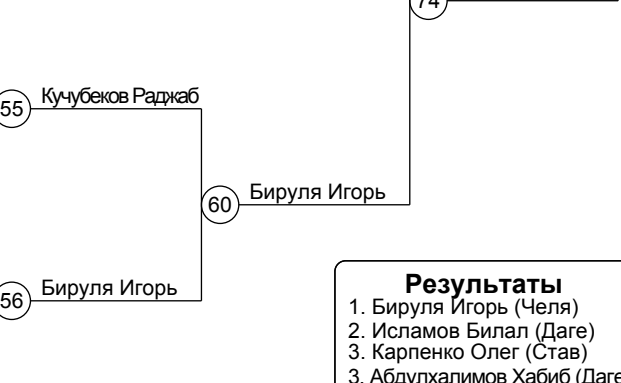 74
Кучубеков Раджаб
55
Бируля Игорь
60
Бируля Игорь
56
Результаты
1. Бируля Игорь (Челя)
2. Исламов Билал (Даге)
3. Карпенко Олег (Став)
3. Абдулхалимов Хабиб (Даге